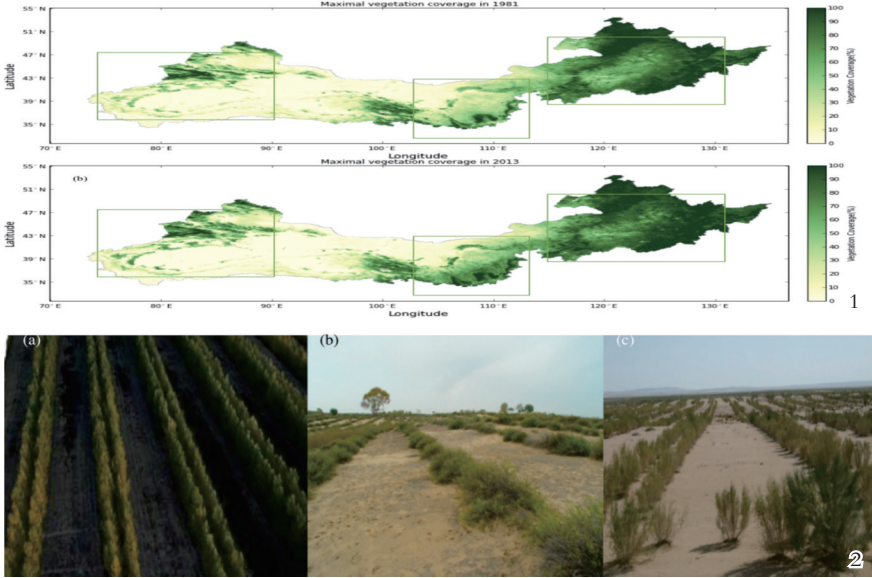 Maximal vegetation coverage in 1981
55°N
51°N
47°N
43°N
39°N
35°N
Latitude
70°E 80°E 90°E 100°E 110°E 120°E 130°E
Longitude
100
90
80
70
60
50
40
30
20
10
0
Vegetation Coverage(%)
Maximal vegetation coverage in 2013
(b)
55°N
51°N
47°N
43°N
39°N
35°N
Latitude
70°E 80°E 90°E 100°E 110°E 120°E 130°E
Longitude
100
90
80
70
60
50
40
30
20
10
0
Vegetation Coverage(%)
1
(a) (b) (c)
2